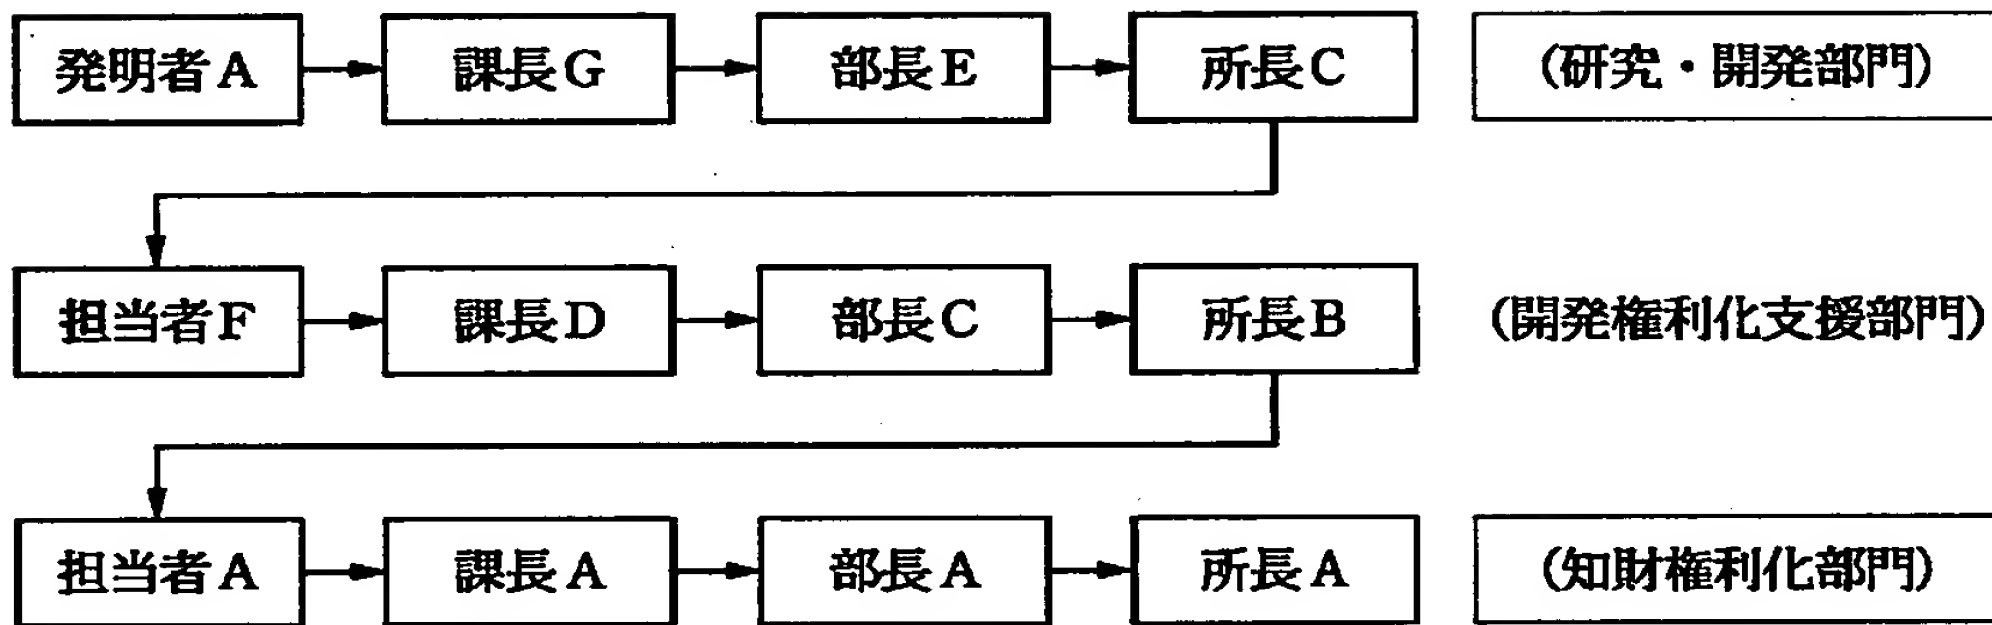 発明者A 課長G 部長E 所長C (研究・開発部門)
担当者F 課長D 部長C 所長B (開発権利化支援部門)
担当者A 課長A 部長A 所長A (知財権利化部門)